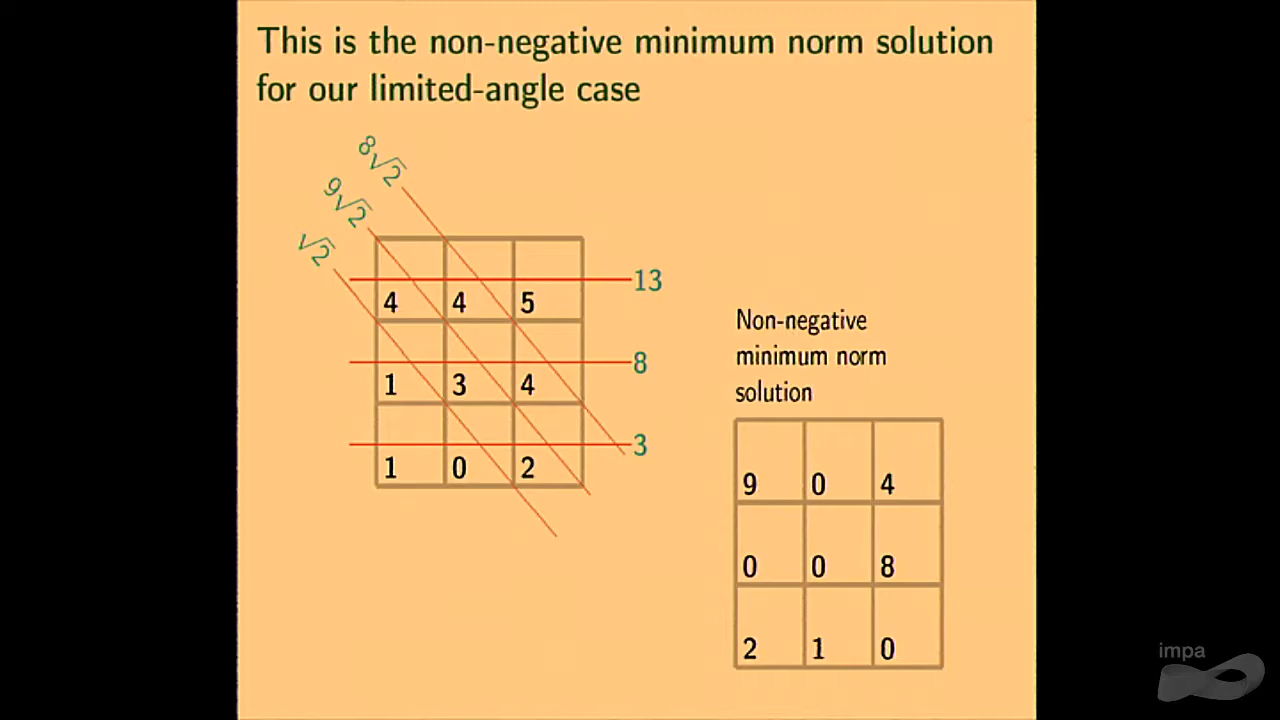 This is the non-negative minimum norm solution
for our limited-angle case
8√2
9√2
√2
13
4 4 5
8
1 3 4
3
1 0 2
Non-negative
minimum norm
solution
9 0 4
0 0 8
2 1 0
impa